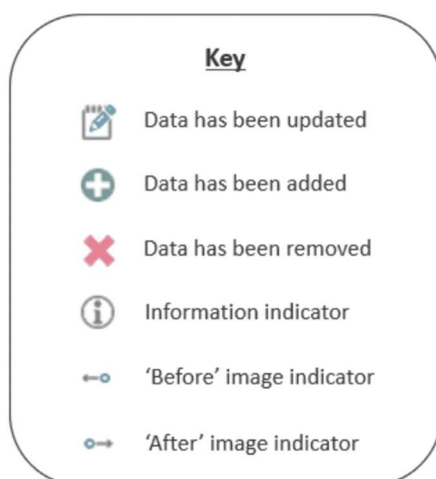 Key
Data has been updated
Data has been added
Data has been removed
Information indicator
‘Before’ image indicator
‘After’ image indicator